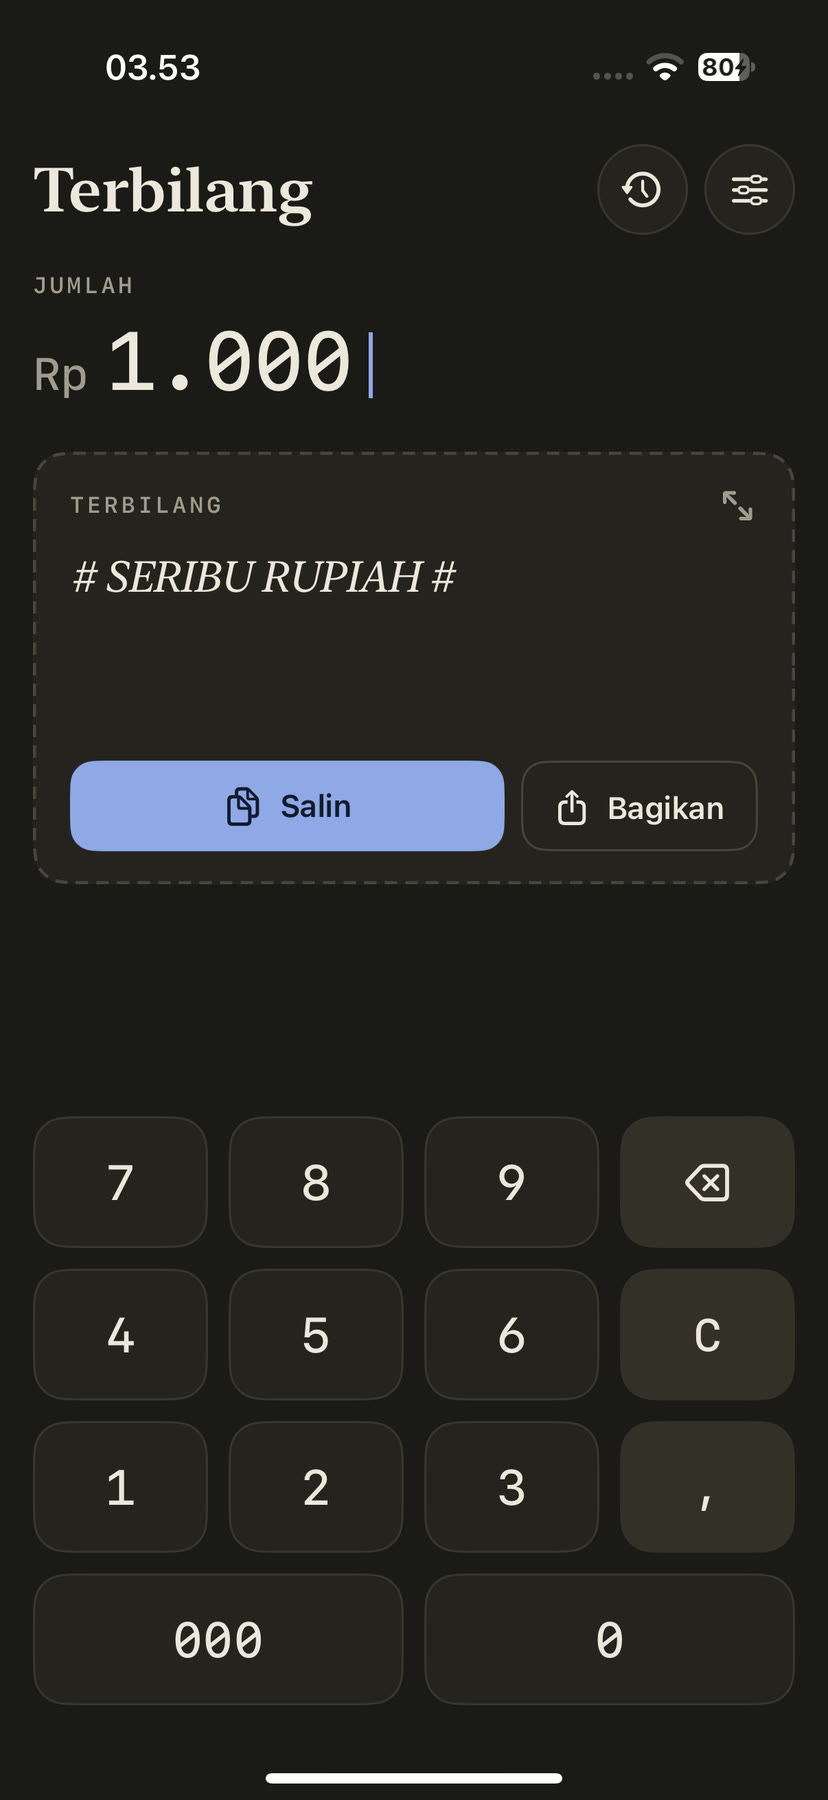 03.53
80
Terbilang
JUMLAH
Rp 1.000
TERBILANG
# SERIBU RUPIAH #
Salin
Bagikan
7 8 9
4 5 6 C
1 2 3 ,
000 0